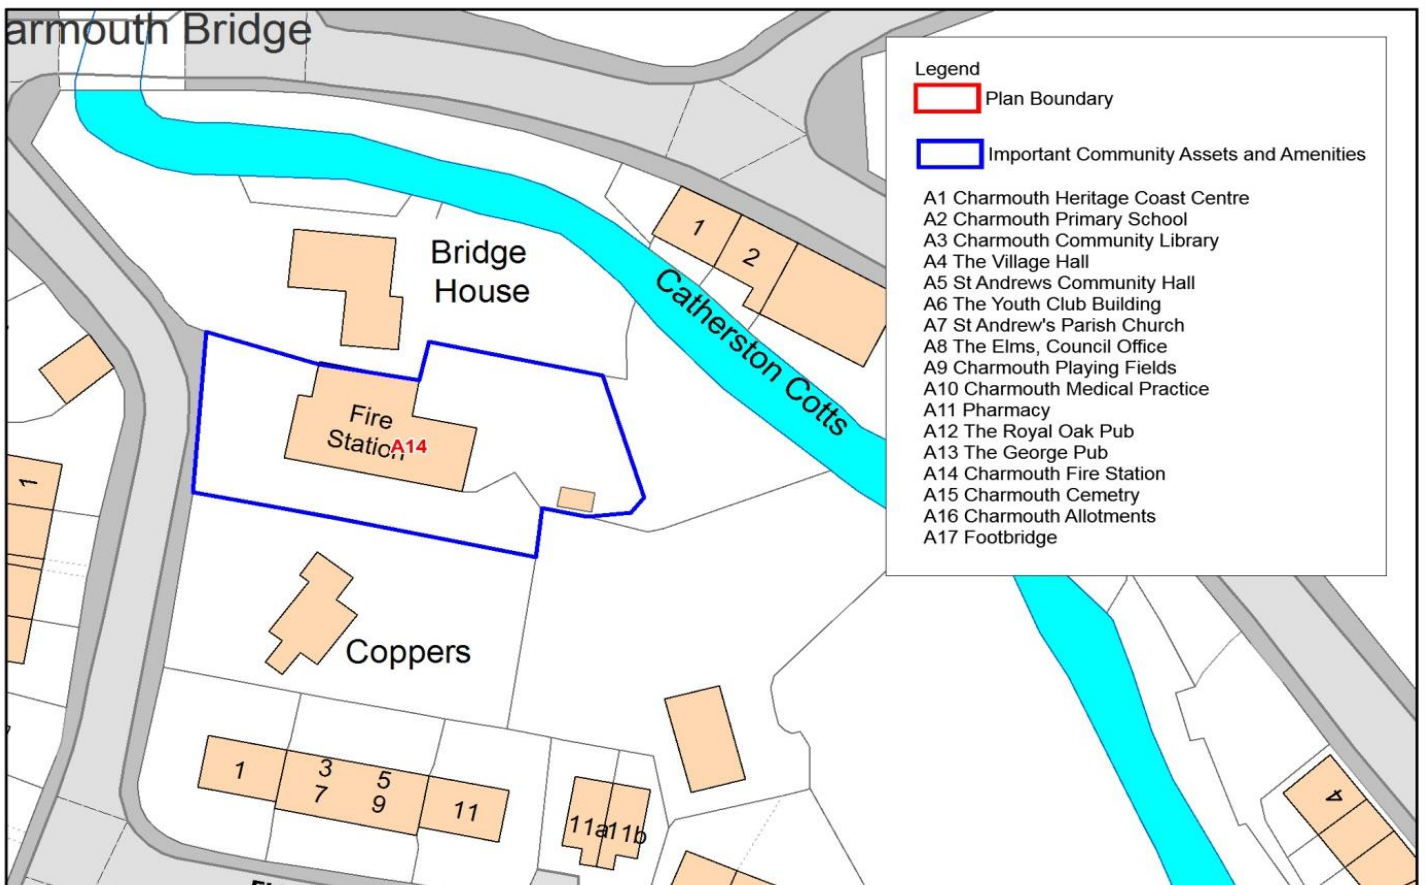 armouth Bridge
Legend
Plan Boundary
Important Community Assets and Amenities
A1 Charmouth Heritage Coast Centre
A2 Charmouth Primary School
A3 Charmouth Community Library
A4 The Village Hall
A5 St Andrews Community Hall
A6 The Youth Club Building
A7 St Andrew's Parish Church
A8 The Elms, Council Office
A9 Charmouth Playing Fields
A10 Charmouth Medical Practice
A11 Pharmacy
A12 The Royal Oak Pub
A13 The George Pub
A14 Charmouth Fire Station
A15 Charmouth Cemetry
A16 Charmouth Allotments
A17 Footbridge
1
2
Bridge
House
Catherston Cotts
Fire
Station
A14
1
Coppers
1
3
5
7
9
11
11a
11b
4